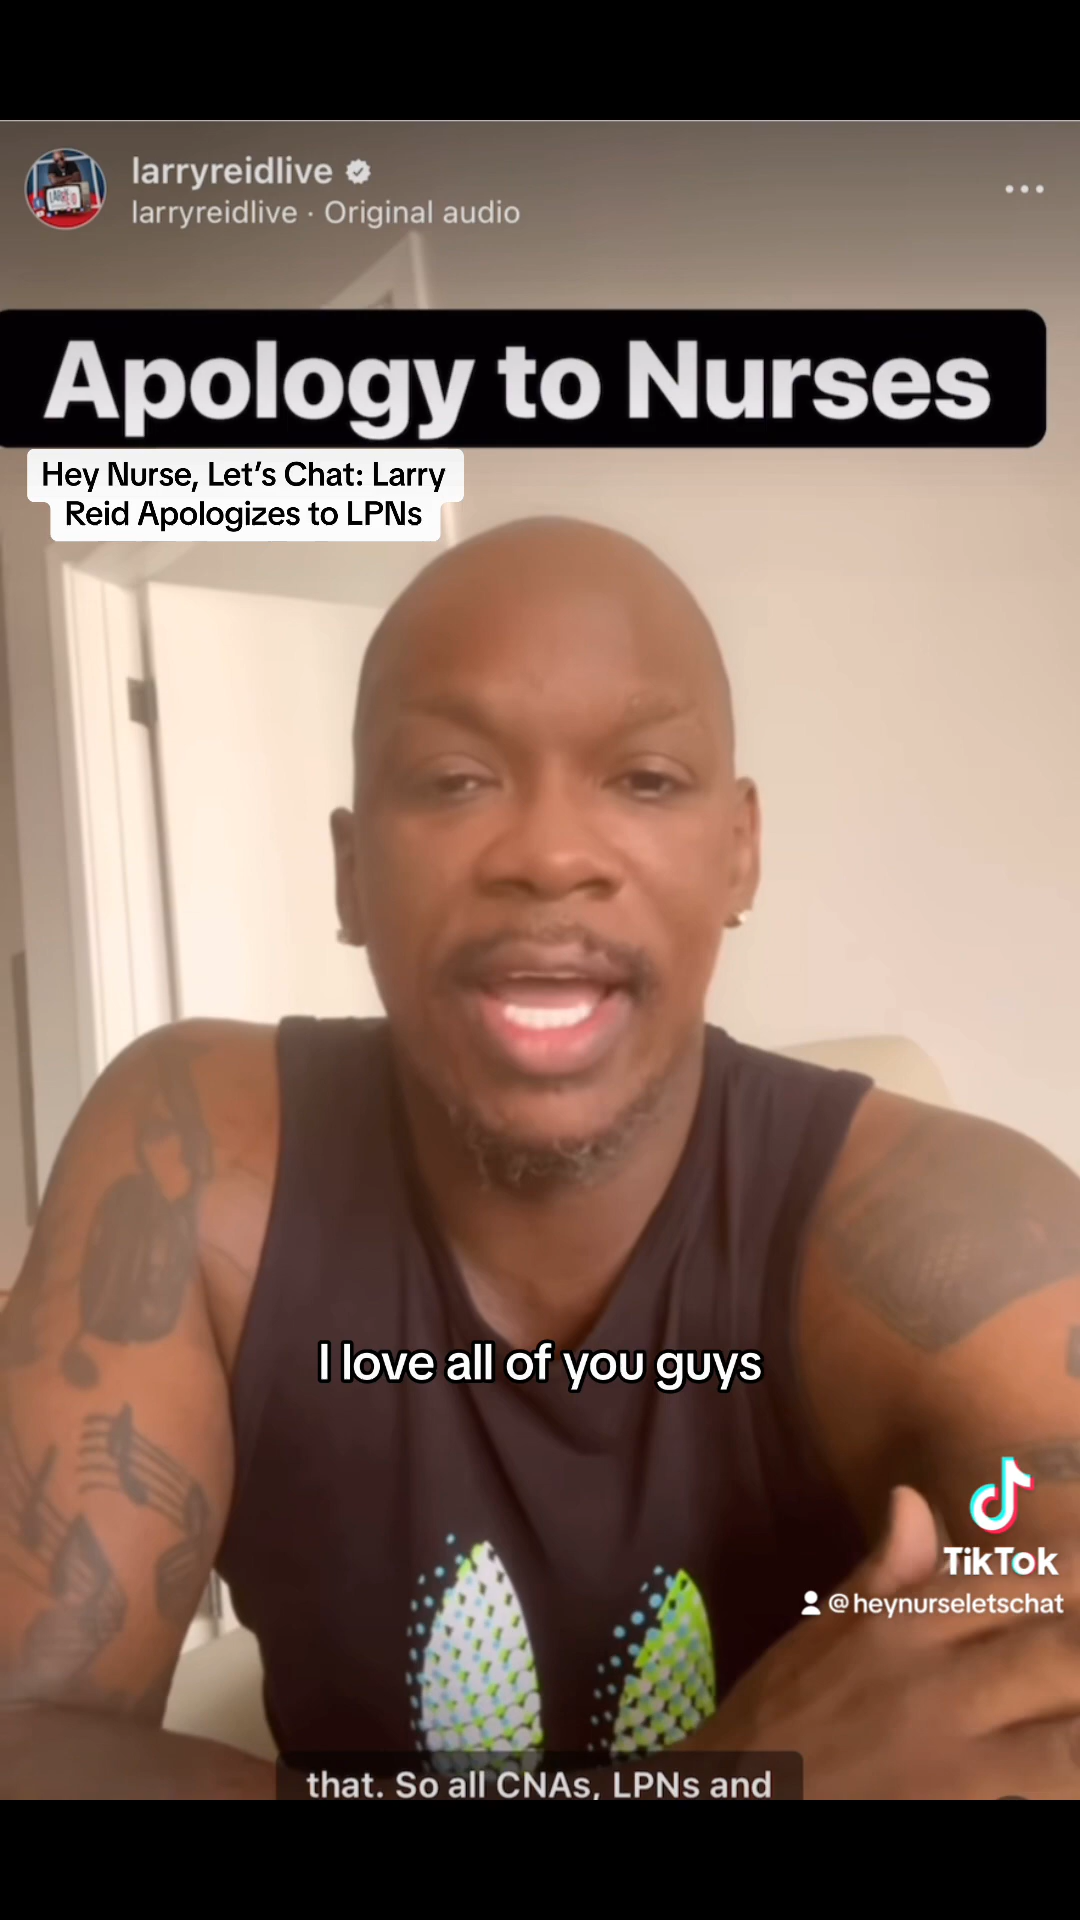 larryreidlive
larryreidlive · Original audio
Apology to Nurses
Hey Nurse, Let’s Chat: Larry
Reid Apologizes to LPNs
I love all of you guys
TikTok
@heynurseletschat
that. So all CNAs, LPNs and